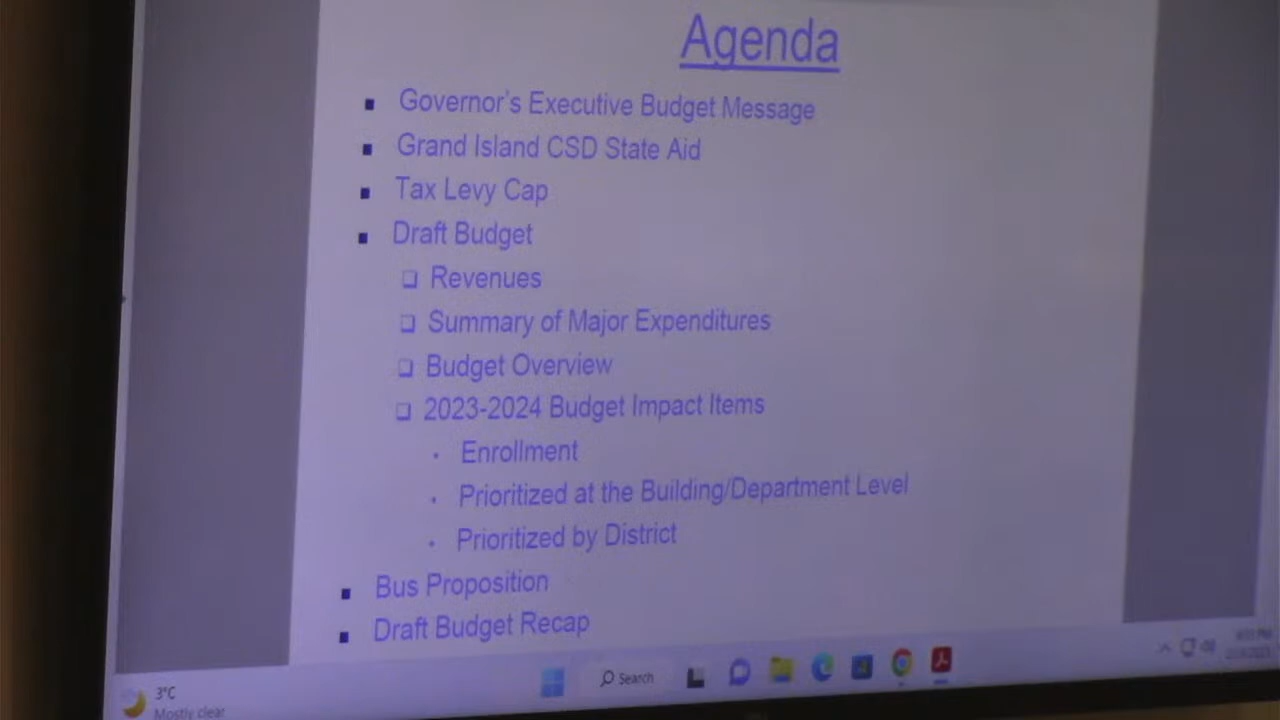 Agenda
Governor's Executive Budget Message
Grand Island CSD State Aid
Tax Levy Cap
Draft Budget
Revenues
Summary of Major Expenditures
Budget Overview
2023-2024 Budget Impact Items
Enrollment
Prioritized at the Building/Department Level
Prioritized by District
Bus Proposition
Draft Budget Recap
Search
3°C
Mostly clear